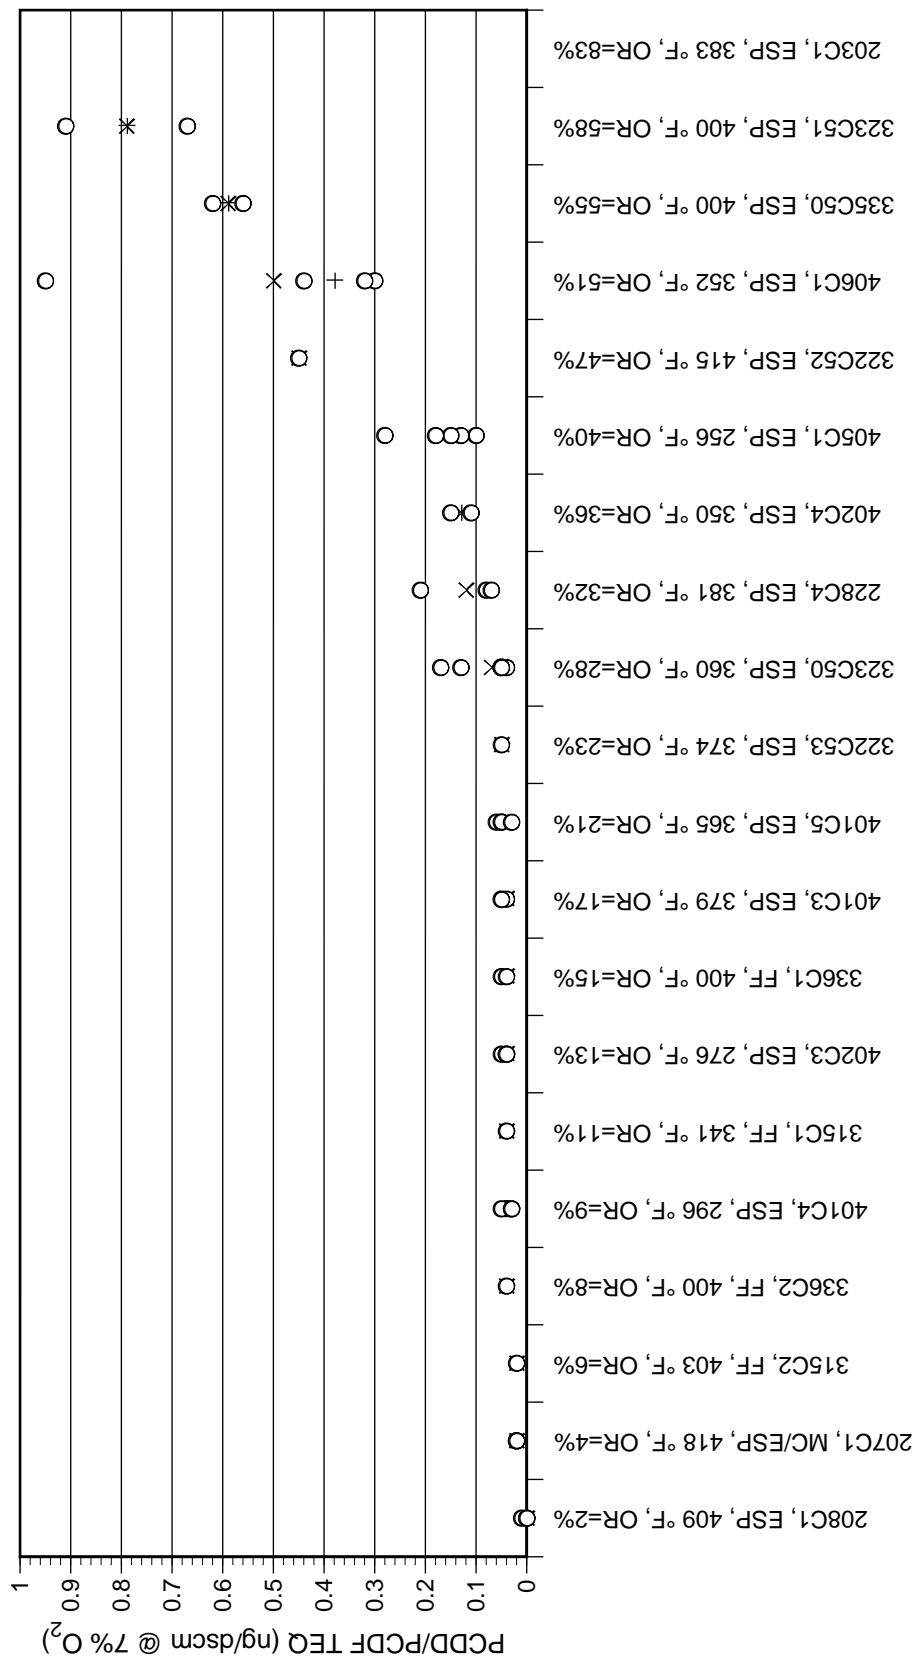 PCDD/PCDF TEQ (ng/dscm @ 7% O2)
1
0.9
0.8
0.7
0.6
0.5
0.4
0.3
0.2
0.1
0
208C1, ESP, 409 °F, OR=2%
207C1, MC/ESP, 418 °F, OR=4%
315C2, FF, 403 °F, OR=6%
336C2, FF, 400 °F, OR=8%
401C4, ESP, 296 °F, OR=9%
315C1, FF, 341 °F, OR=11%
402C3, ESP, 276 °F, OR=13%
336C1, FF, 400 °F, OR=15%
401C3, ESP, 379 °F, OR=17%
401C5, ESP, 365 °F, OR=21%
322C53, ESP, 374 °F, OR=23%
323C50, ESP, 360 °F, OR=28%
228C4, ESP, 381 °F, OR=32%
402C4, ESP, 350 °F, OR=36%
405C1, ESP, 256 °F, OR=40%
322C52, ESP, 415 °F, OR=47%
406C1, ESP, 352 °F, OR=51%
335C50, ESP, 400 °F, OR=55%
323C51, ESP, 400 °F, OR=58%
203C1, ESP, 383 °F, OR=83%